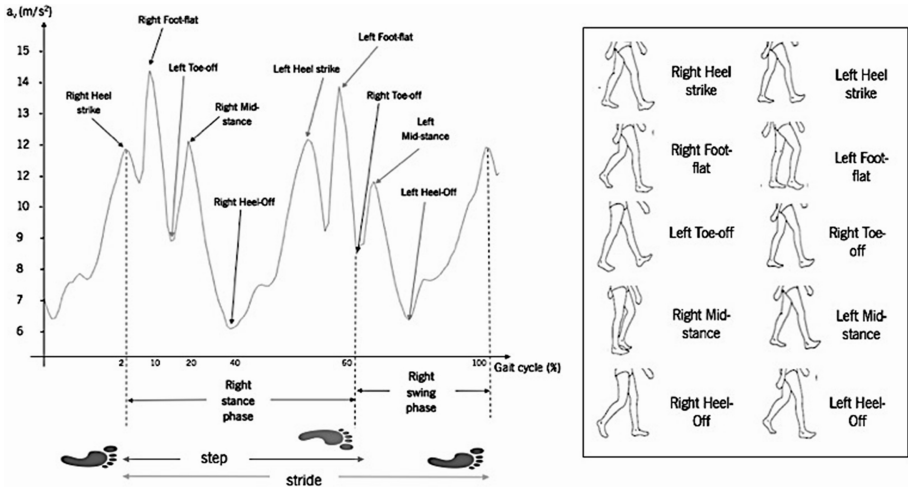 aᵥ (m/s²)
15
14
13
12
12
10
9
8
7
6
2
10
20
40
60
100
Gait cycle (%)
Right Heel
strike
Right Foot-flat
Left Toe-off
Right Mid-
stance
Right Heel-Off
Left Heel strike
Left Foot-flat
Right Toe-off
Left
Mid-stance
Left Heel-Off
Right
stance
phase
Right
swing
phase
step
stride
Right Heel
strike
Left Heel
strike
Right Foot-
flat
Left Foot-
flat
Left Toe-off
Right Toe-
off
Right Mid-
stance
Left Mid-
stance
Right Heel-
Off
Left Heel-
Off